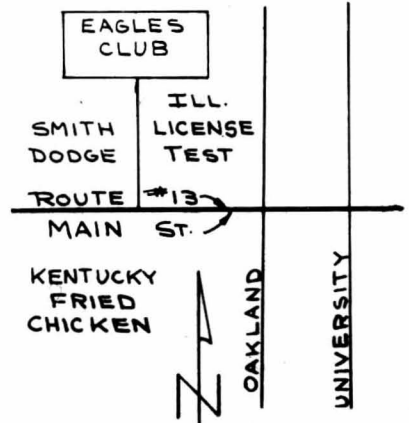 EAGLES
CLUB
ILL.
SMITH LICENSE
DODGE TEST
ROUTE #13
MAIN ST.
KENTUCKY
FRIED
CHICKEN
N
OAKLAND
UNIVERSITY